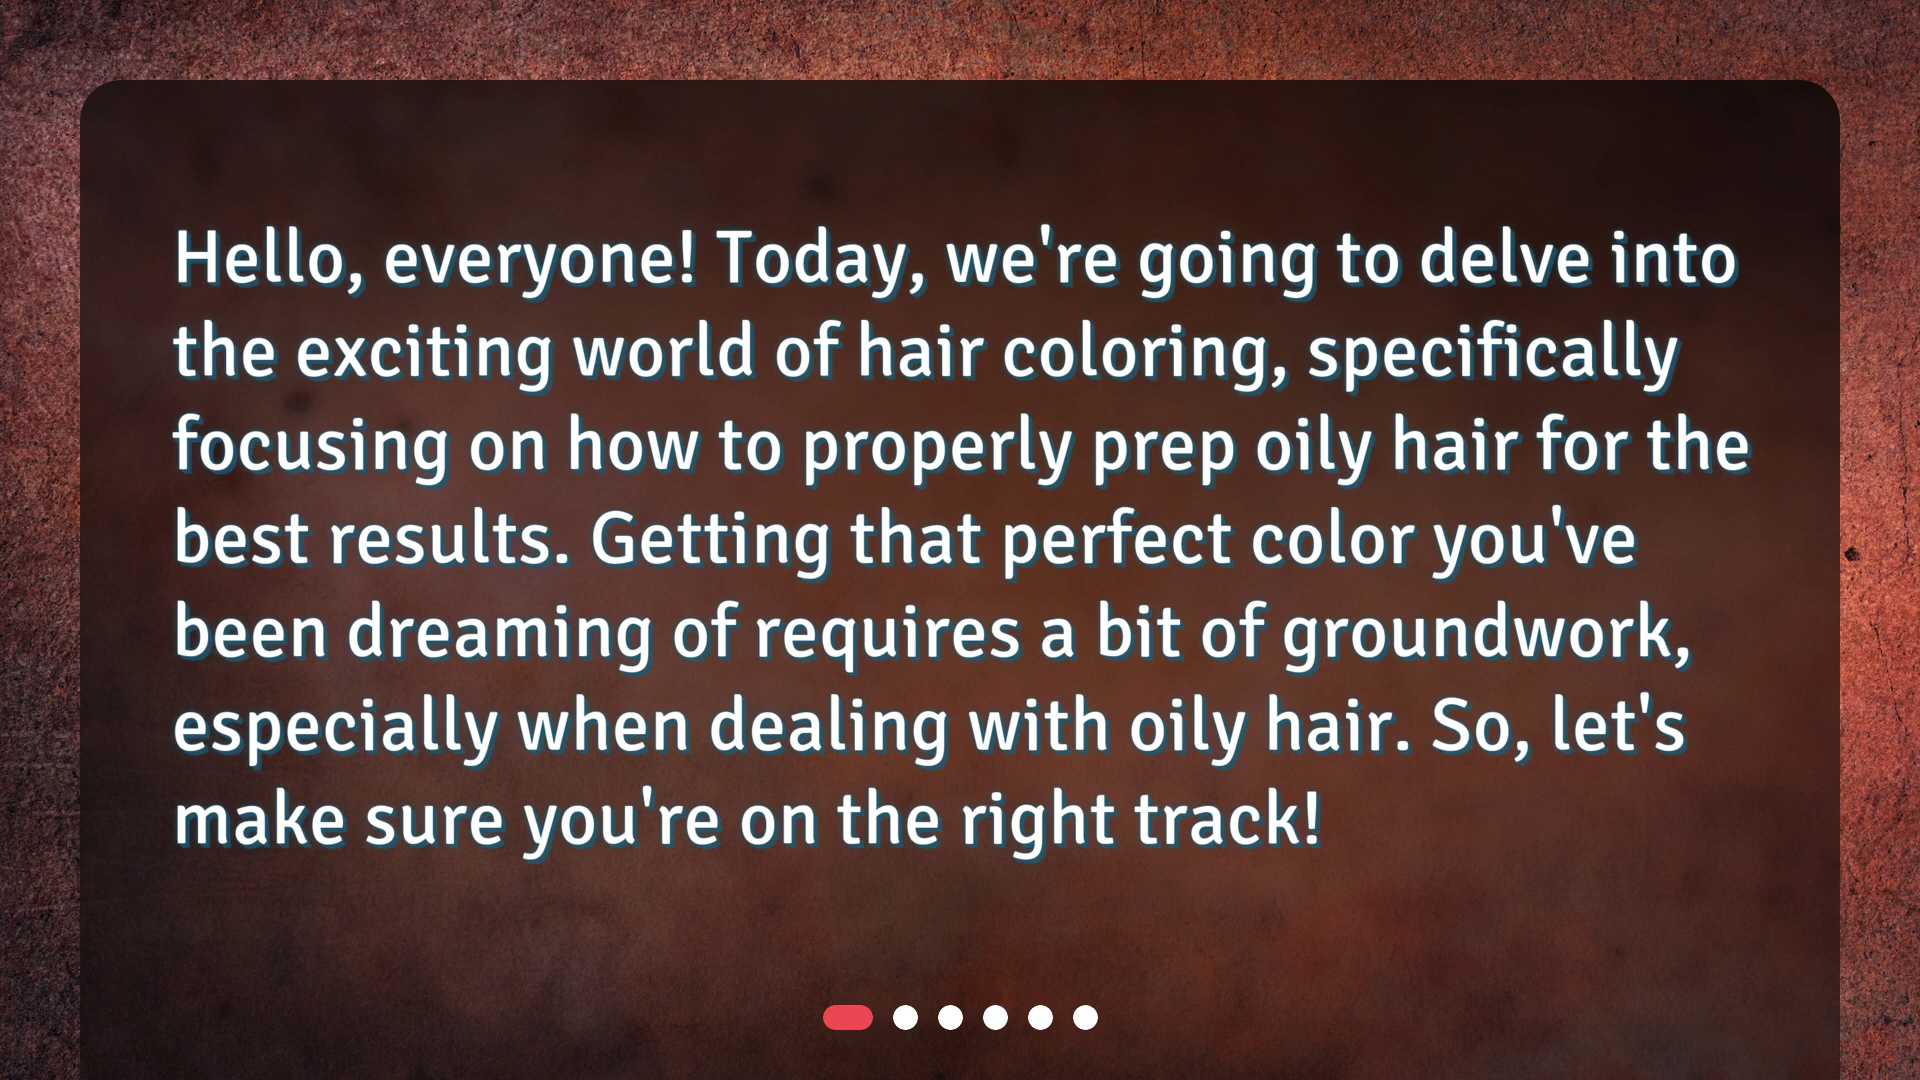 Hello, everyone! Today, we're going to delve into
the exciting world of hair coloring, specifically
focusing on how to properly prep oily hair for the
best results. Getting that perfect color you've
been dreaming of requires a bit of groundwork,
especially when dealing with oily hair. So, let's
make sure you're on the right track!